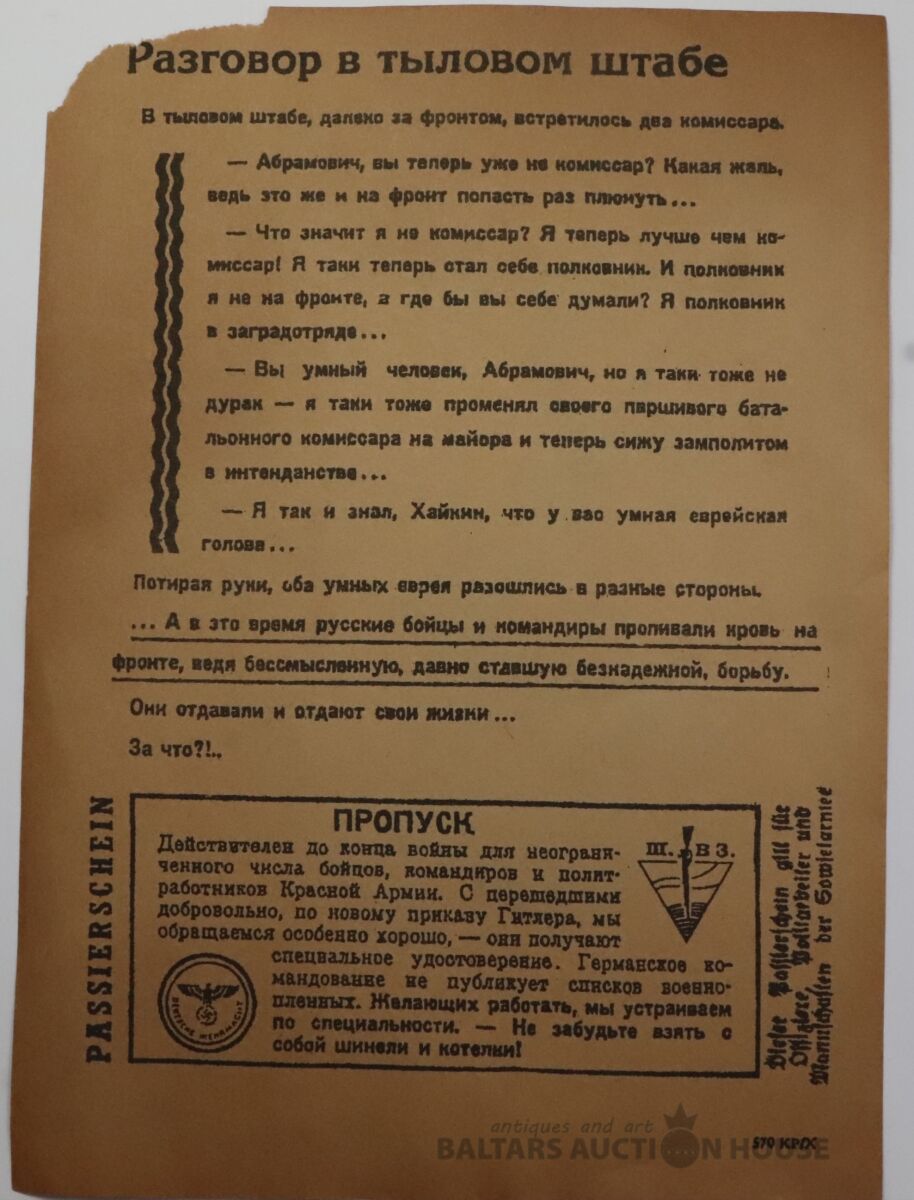 Разговор в тыловом штабе
В тыловом штабе, далеко за фронтом, встретилось два комиссара.
— Абрамович, вы теперь уже не комиссар? Какая жаль,
ведь это же и на фронт попасть раз плюнуть...
— Что значит я не комиссар? Я теперь лучше чем ко-
миссар! Я таки теперь стал себе полковник. И полковник
я не на фронте, а где бы вы себе думали? Я полковник
в заградотряде...
— Вы умный человек, Абрамович, но я таки тоже не
дурак — я таки тоже променял своего паршивого бата-
льонного комиссара на майора и теперь сижу замполитом
в интенданстве...
— Я так и знал, Хайкин, что у вас умная еврейская
голова...
Потирая руки, оба умных еврея разошлись в разные стороны.
... А в это время русские бойцы и командиры проливали кровь на
фронте, ведя бессмысленную, давно ставшую безнадежной, борьбу.
Они отдавали и отдают свои жизни...
За что?!..
PASSIERSCHEIN
ПРОПУСК
Действителен до конца войны для неограни-
ченного числа бойцов, командиров и полит-
работников Красной Армии. С перешедшими
добровольно, по новому приказу Гитлера, мы
обращаемся особенно хорошо, — они получают
специальное удостоверение. Германское ко-
мандование не публикует списков военно-
пленных. Желающих работать, мы устраиваем
по специальности. — Не забудьте взять с
собой шинели и котелки!
Ш. В З.
DEUTSCHE WEHRMACHT
Dieser Passierschein gilt für
Offiziere, Politarbeiter und
Mannschaften der Sowjetarmee
antiques and art
BALTARS AUCTION HOUSE
570 KP/X